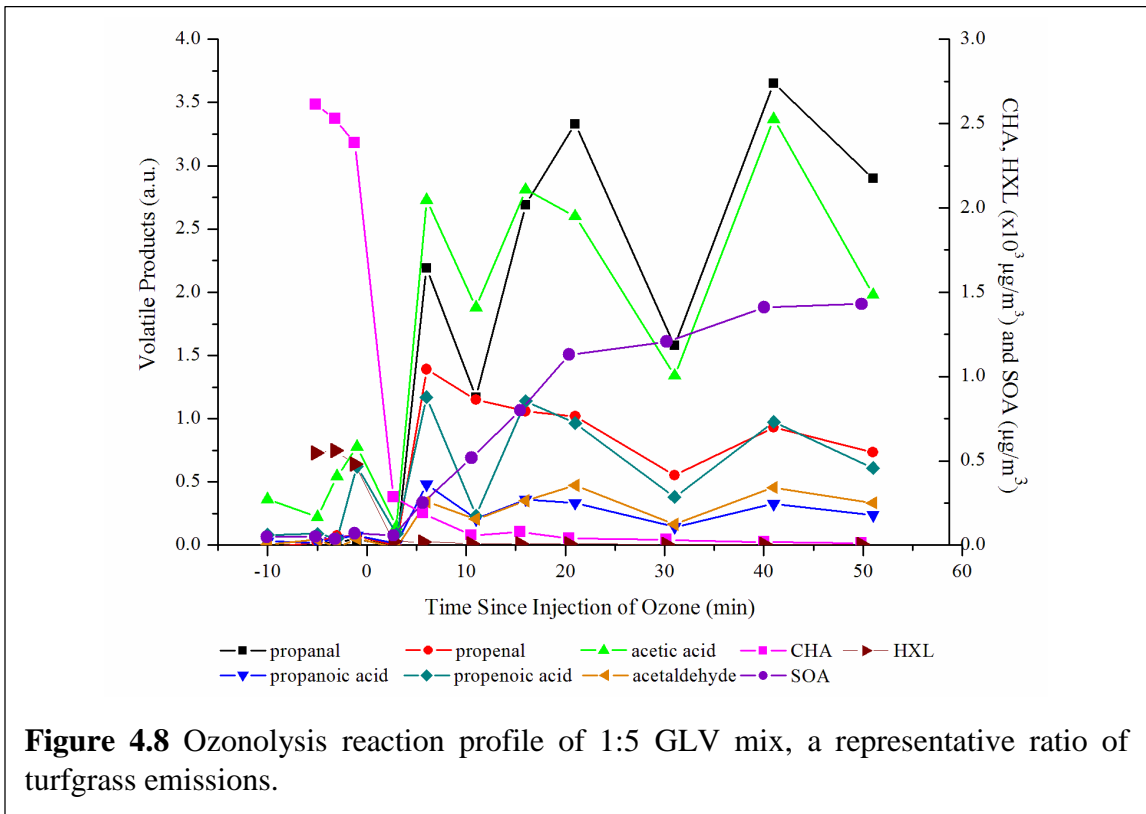 4.0
3.5
3.0
2.5
2.0
1.5
1.0
0.5
0.0
Volatile Products (a.u.)
3.0
2.5
2.0
1.5
1.0
0.5
0.0
CHA, HXL (x10³ μg/m³) and SOA (μg/m³)
-10 0 10 20 30 40 50 60
Time Since Injection of Ozone (min)
propanal propenal acetic acid CHA HXL
propanoic acid propenoic acid acetaldehyde SOA
Figure 4.8 Ozonolysis reaction profile of 1:5 GLV mix, a representative ratio of
turfgrass emissions.